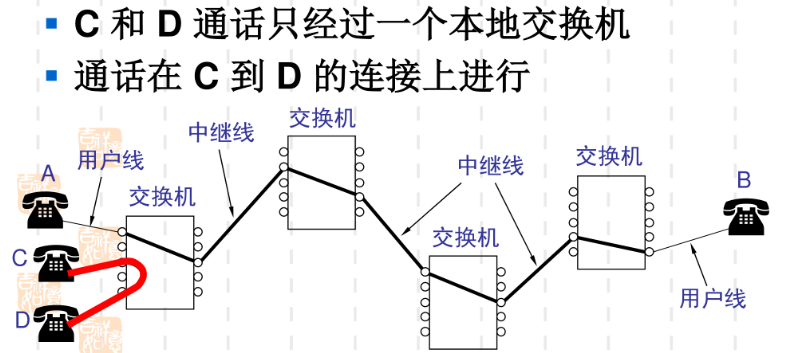 C 和 D 通话只经过一个本地交换机
通话在 C 到 D 的连接上进行
交换机
中继线
用户线
A
交换机
中继线
交换机
B
C
交换机
D
用户线